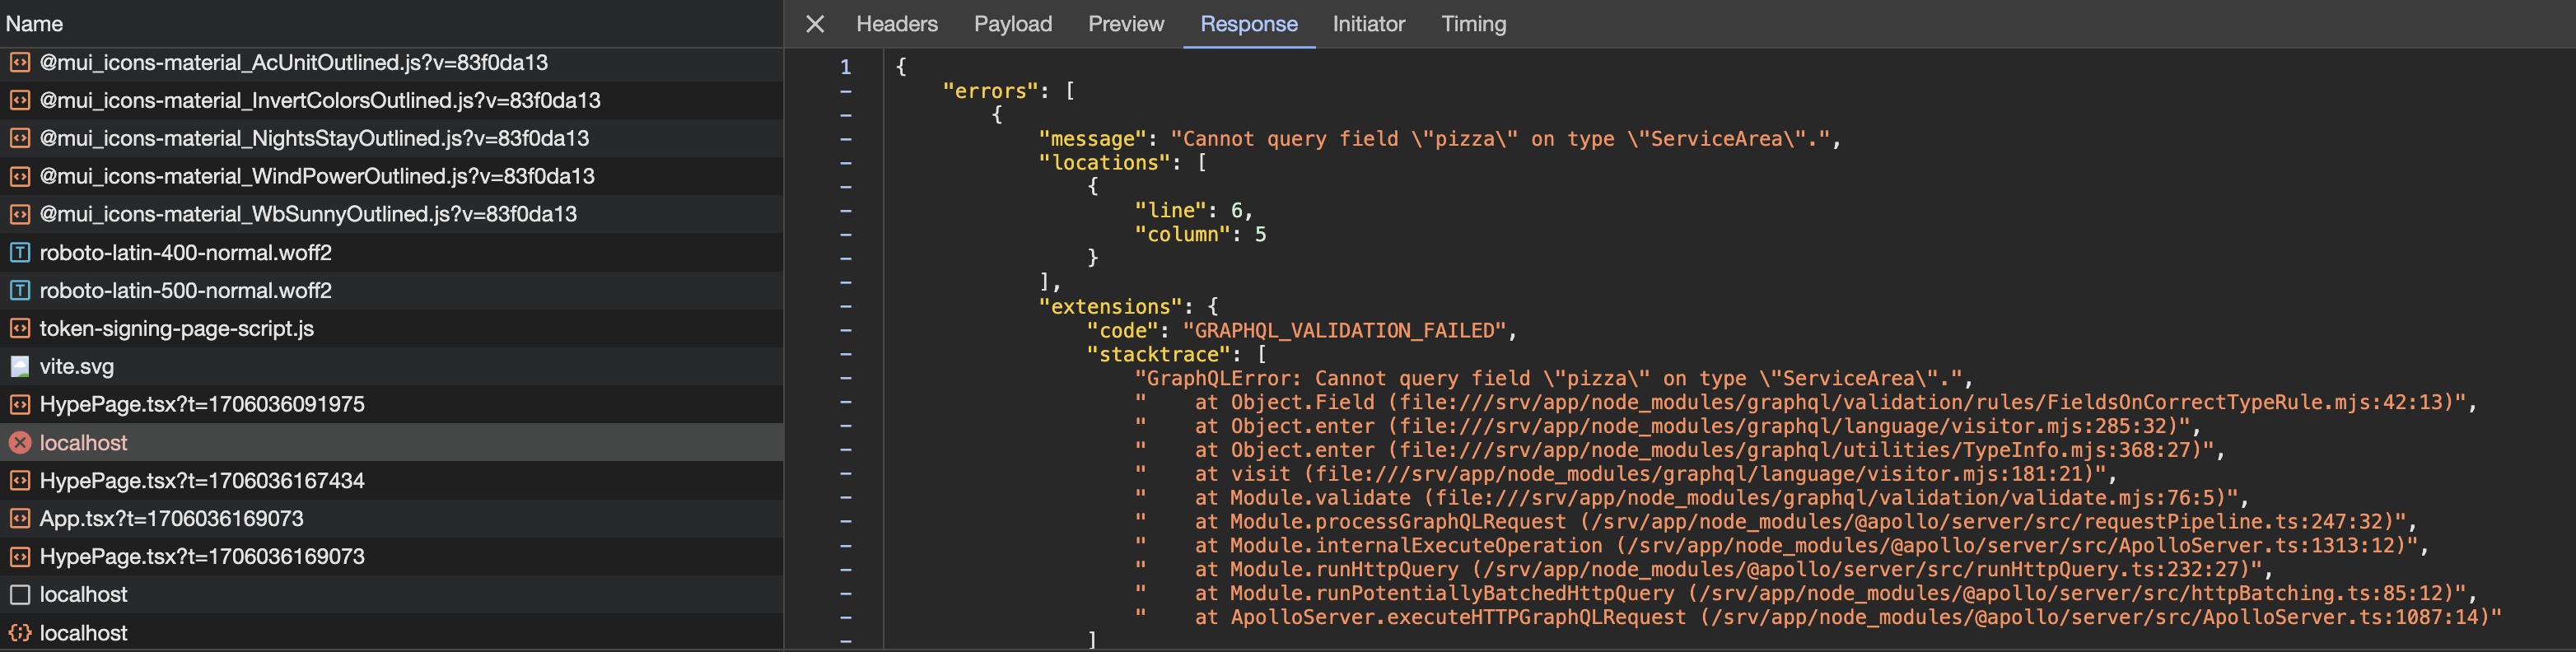 Name
@mui_icons-material_AcUnitOutlined.js?v=83f0da13
@mui_icons-material_InvertColorsOutlined.js?v=83f0da13
@mui_icons-material_NightsStayOutlined.js?v=83f0da13
@mui_icons-material_WindPowerOutlined.js?v=83f0da13
@mui_icons-material_WbSunnyOutlined.js?v=83f0da13
roboto-latin-400-normal.woff2
roboto-latin-500-normal.woff2
token-signing-page-script.js
vite.svg
HypePage.tsx?t=1706036091975
localhost
HypePage.tsx?t=1706036167434
App.tsx?t=1706036169073
HypePage.tsx?t=1706036169073
localhost
localhost
Headers Payload Preview Response Initiator Timing
1 {
- "errors": [
- {
- "message": "Cannot query field \"pizza\" on type \"ServiceArea\".",
- "locations": [
- {
- "line": 6,
- "column": 5
- }
- ],
- "extensions": {
- "code": "GRAPHQL_VALIDATION_FAILED",
- "stacktrace": [
- "GraphQLError: Cannot query field \"pizza\" on type \"ServiceArea\".",
- "    at Object.Field (file:///srv/app/node_modules/graphql/validation/rules/FieldsOnCorrectTypeRule.mjs:42:13)",
- "    at Object.enter (file:///srv/app/node_modules/graphql/language/visitor.mjs:285:32)",
- "    at Object.enter (file:///srv/app/node_modules/graphql/utilities/TypeInfo.mjs:368:27)",
- "    at visit (file:///srv/app/node_modules/graphql/language/visitor.mjs:181:21)",
- "    at Module.validate (file:///srv/app/node_modules/graphql/validation/validate.mjs:76:5)",
- "    at Module.processGraphQLRequest (/srv/app/node_modules/@apollo/server/src/requestPipeline.ts:247:32)",
- "    at Module.internalExecuteOperation (/srv/app/node_modules/@apollo/server/src/ApolloServer.ts:1313:12)",
- "    at Module.runHttpQuery (/srv/app/node_modules/@apollo/server/src/runHttpQuery.ts:232:27)",
- "    at Module.runPotentiallyBatchedHttpQuery (/srv/app/node_modules/@apollo/server/src/httpBatching.ts:85:12)",
- "    at ApolloServer.executeHTTPGraphQLRequest (/srv/app/node_modules/@apollo/server/src/ApolloServer.ts:1087:14)"
- ]